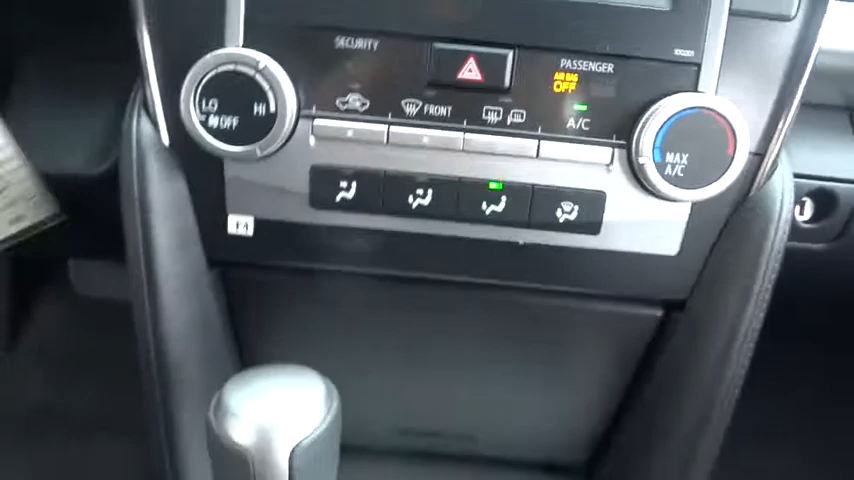 SECURITY
PASSENGER
AIR BAG
OFF
LO
HI
OFF
FRONT
A/C
MAX
A/C